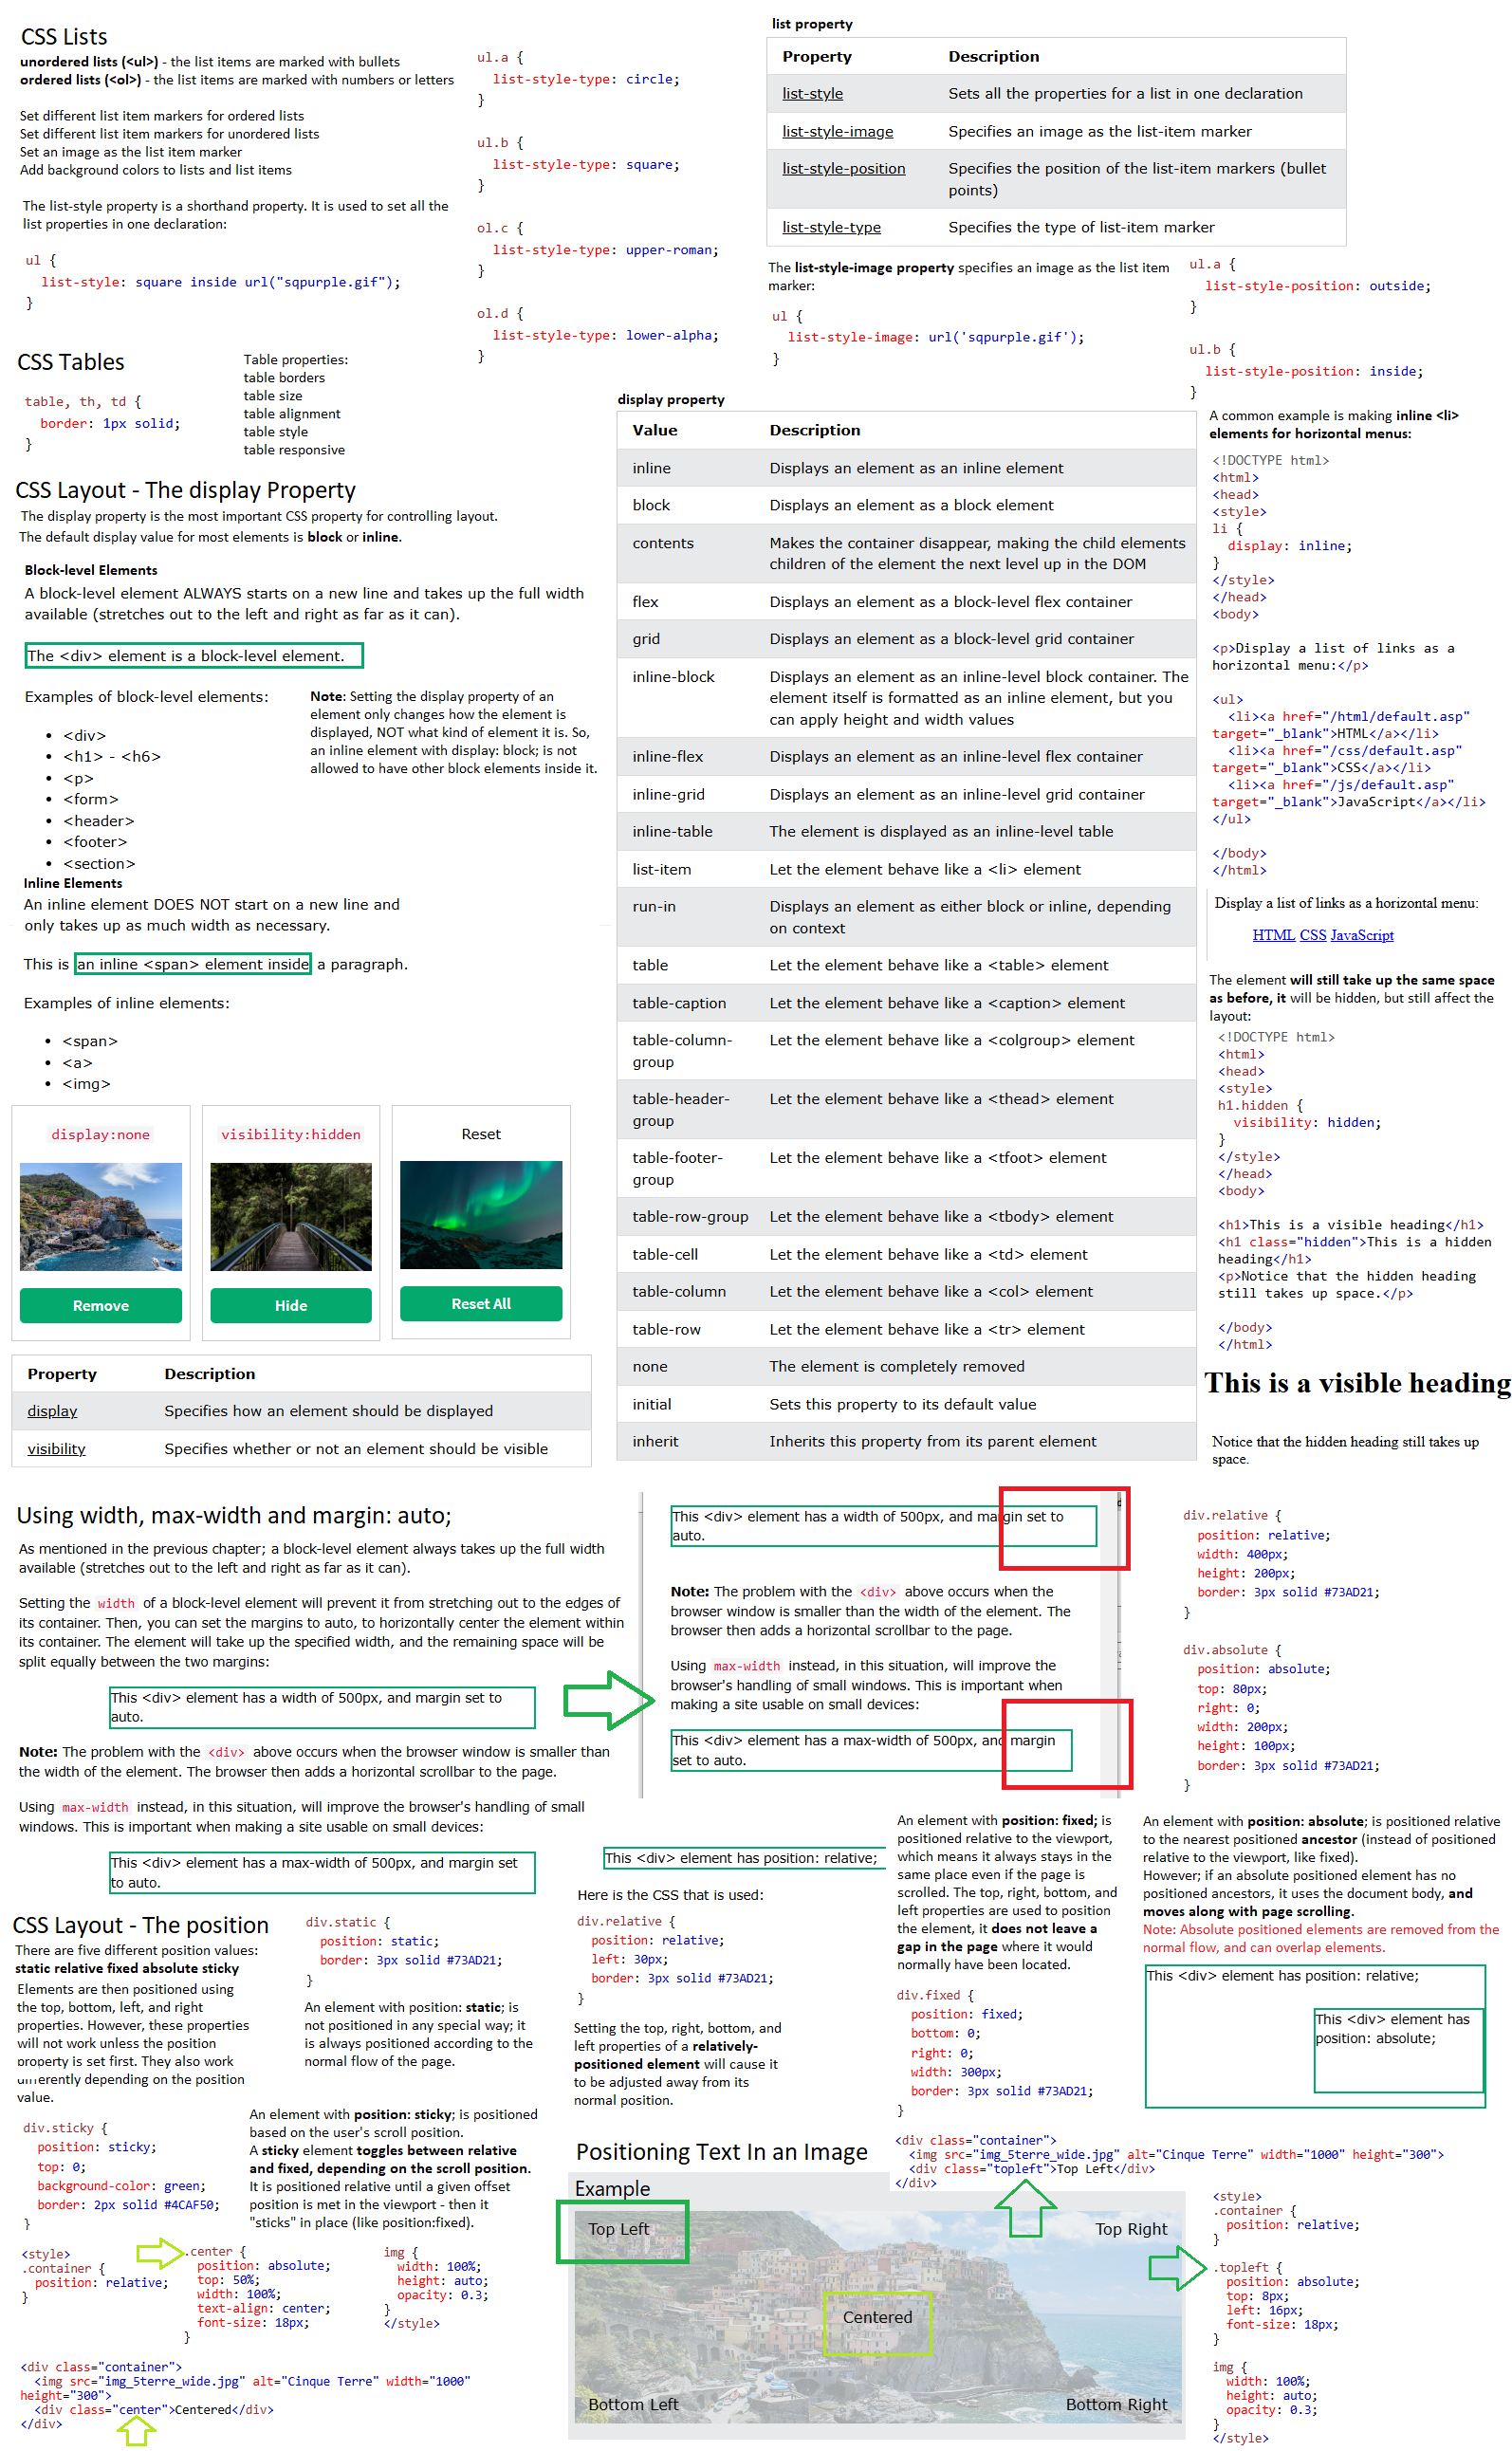 CSS Lists
unordered lists (<ul>) - the list items are marked with bullets
ordered lists (<ol>) - the list items are marked with numbers or letters
Set different list item markers for ordered lists
Set different list item markers for unordered lists
Set an image as the list item marker
Add background colors to lists and list items
The list-style property is a shorthand property. It is used to set all the
list properties in one declaration:
ul {
list-style: square inside url("sqpurple.gif");
}
ul.a {
list-style-type: circle;
}
ul.b {
list-style-type: square;
}
ol.c {
list-style-type: upper-roman;
}
ol.d {
list-style-type: lower-alpha;
}
list property
Property Description
list-style Sets all the properties for a list in one declaration
list-style-image Specifies an image as the list-item marker
list-style-position Specifies the position of the list-item markers (bullet
points)
list-style-type Specifies the type of list-item marker
The list-style-image property specifies an image as the list item
marker:
ul {
list-style-image: url('sqpurple.gif');
}
ul.a {
list-style-position: outside;
}
ul.b {
list-style-position: inside;
}
CSS Tables
table, th, td {
border: 1px solid;
}
Table properties:
table borders
table size
table alignment
table style
table responsive
CSS Layout - The display Property
The display property is the most important CSS property for controlling layout.
The default display value for most elements is block or inline.
Block-level Elements
A block-level element ALWAYS starts on a new line and takes up the full width
available (stretches out to the left and right as far as it can).
The <div> element is a block-level element.
Examples of block-level elements:
• <div>
• <h1> - <h6>
• <p>
• <form>
• <header>
• <footer>
• <section>
Note: Setting the display property of an
element only changes how the element is
displayed, NOT what kind of element it is. So,
an inline element with display: block; is not
allowed to have other block elements inside it.
Inline Elements
An inline element DOES NOT start on a new line and
only takes up as much width as necessary.
This is an inline <span> element inside a paragraph.
Examples of inline elements:
• <span>
• <a>
• <img>
display:none
Remove
visibility:hidden
Hide
Reset
Reset All
Property Description
display Specifies how an element should be displayed
visibility Specifies whether or not an element should be visible
display property
Value Description
inline Displays an element as an inline element
block Displays an element as a block element
contents Makes the container disappear, making the child elements
children of the element the next level up in the DOM
flex Displays an element as a block-level flex container
grid Displays an element as a block-level grid container
inline-block Displays an element as an inline-level block container. The
element itself is formatted as an inline element, but you
can apply height and width values
inline-flex Displays an element as an inline-level flex container
inline-grid Displays an element as an inline-level grid container
inline-table The element is displayed as an inline-level table
list-item Let the element behave like a <li> element
run-in Displays an element as either block or inline, depending
on context
table Let the element behave like a <table> element
table-caption Let the element behave like a <caption> element
table-column- Let the element behave like a <colgroup> element
group
table-header- Let the element behave like a <thead> element
group
table-footer- Let the element behave like a <tfoot> element
group
table-row-group Let the element behave like a <tbody> element
table-cell Let the element behave like a <td> element
table-column Let the element behave like a <col> element
table-row Let the element behave like a <tr> element
none The element is completely removed
initial Sets this property to its default value
inherit Inherits this property from its parent element
A common example is making inline <li>
elements for horizontal menus:
<!DOCTYPE html>
<html>
<head>
<style>
li {
display: inline;
}
</style>
</head>
<body>
<p>Display a list of links as a
horizontal menu:</p>
<ul>
<li><a href="/html/default.asp"
target="_blank">HTML</a></li>
<li><a href="/css/default.asp"
target="_blank">CSS</a></li>
<li><a href="/js/default.asp"
target="_blank">JavaScript</a></li>
</ul>
</body>
</html>
Display a list of links as a horizontal menu:
HTML CSS JavaScript
The element will still take up the same space
as before, it will be hidden, but still affect the
layout:
<!DOCTYPE html>
<html>
<head>
<style>
h1.hidden {
visibility: hidden;
}
</style>
</head>
<body>
<h1>This is a visible heading</h1>
<h1 class="hidden">This is a hidden
heading</h1>
<p>Notice that the hidden heading
still takes up space.</p>
</body>
</html>
This is a visible heading
Notice that the hidden heading still takes up
space.
Using width, max-width and margin: auto;
As mentioned in the previous chapter; a block-level element always takes up the full width
available (stretches out to the left and right as far as it can).
Setting the width of a block-level element will prevent it from stretching out to the edges of
its container. Then, you can set the margins to auto, to horizontally center the element within
its container. The element will take up the specified width, and the remaining space will be
split equally between the two margins:
This <div> element has a width of 500px, and margin set to
auto.
Note: The problem with the <div> above occurs when the browser window is smaller than
the width of the element. The browser then adds a horizontal scrollbar to the page.
Using max-width instead, in this situation, will improve the browser's handling of small
windows. This is important when making a site usable on small devices:
This <div> element has a max-width of 500px, and margin set
to auto.
This <div> element has a width of 500px, and margin set to
auto.
Note: The problem with the <div> above occurs when the
browser window is smaller than the width of the element. The
browser then adds a horizontal scrollbar to the page.
Using max-width instead, in this situation, will improve the
browser's handling of small windows. This is important when
making a site usable on small devices:
This <div> element has a max-width of 500px, and margin
set to auto.
div.relative {
position: relative;
width: 400px;
height: 200px;
border: 3px solid #73AD21;
}
div.absolute {
position: absolute;
top: 80px;
right: 0;
width: 200px;
height: 100px;
border: 3px solid #73AD21;
}
CSS Layout - The position
There are five different position values:
static relative fixed absolute sticky
Elements are then positioned using
the top, bottom, left, and right
properties. However, these properties
will not work unless the position
property is set first. They also work
differently depending on the position
value.
div.static {
position: static;
border: 3px solid #73AD21;
}
An element with position: static; is
not positioned in any special way; it
is always positioned according to the
normal flow of the page.
This <div> element has position: relative;
Here is the CSS that is used:
div.relative {
position: relative;
left: 30px;
border: 3px solid #73AD21;
}
Setting the top, right, bottom, and
left properties of a relatively-
positioned element will cause it
to be adjusted away from its
normal position.
An element with position: fixed; is
positioned relative to the viewport,
which means it always stays in the
same place even if the page is
scrolled. The top, right, bottom, and
left properties are used to position
the element, it does not leave a
gap in the page where it would
normally have been located.
div.fixed {
position: fixed;
bottom: 0;
right: 0;
width: 300px;
border: 3px solid #73AD21;
}
An element with position: absolute; is positioned relative
to the nearest positioned ancestor (instead of positioned
relative to the viewport, like fixed).
However; if an absolute positioned element has no
positioned ancestors, it uses the document body, and
moves along with page scrolling.
Note: Absolute positioned elements are removed from the
normal flow, and can overlap elements.
This <div> element has position: relative;
This <div> element has
position: absolute;
div.sticky {
position: sticky;
top: 0;
background-color: green;
border: 2px solid #4CAF50;
}
An element with position: sticky; is positioned
based on the user's scroll position.
A sticky element toggles between relative
and fixed, depending on the scroll position.
It is positioned relative until a given offset
position is met in the viewport - then it
"sticks" in place (like position:fixed).
<style>
.container {
position: relative;
}
.center {
position: absolute;
top: 50%;
width: 100%;
text-align: center;
font-size: 18px;
}
img {
width: 100%;
height: auto;
opacity: 0.3;
}
</style>
<div class="container">
<img src="img_5terre_wide.jpg" alt="Cinque Terre" width="1000"
height="300">
<div class="center">Centered</div>
</div>
Positioning Text In an Image
Example
Top Left
Top Right
Centered
Bottom Left
Bottom Right
<div class="container">
<img src="img_5terre_wide.jpg" alt="Cinque Terre" width="1000" height="300">
<div class="topleft">Top Left</div>
</div>
<style>
.container {
position: relative;
}
.topleft {
position: absolute;
top: 8px;
left: 16px;
font-size: 18px;
}
img {
width: 100%;
height: auto;
opacity: 0.3;
}
</style>